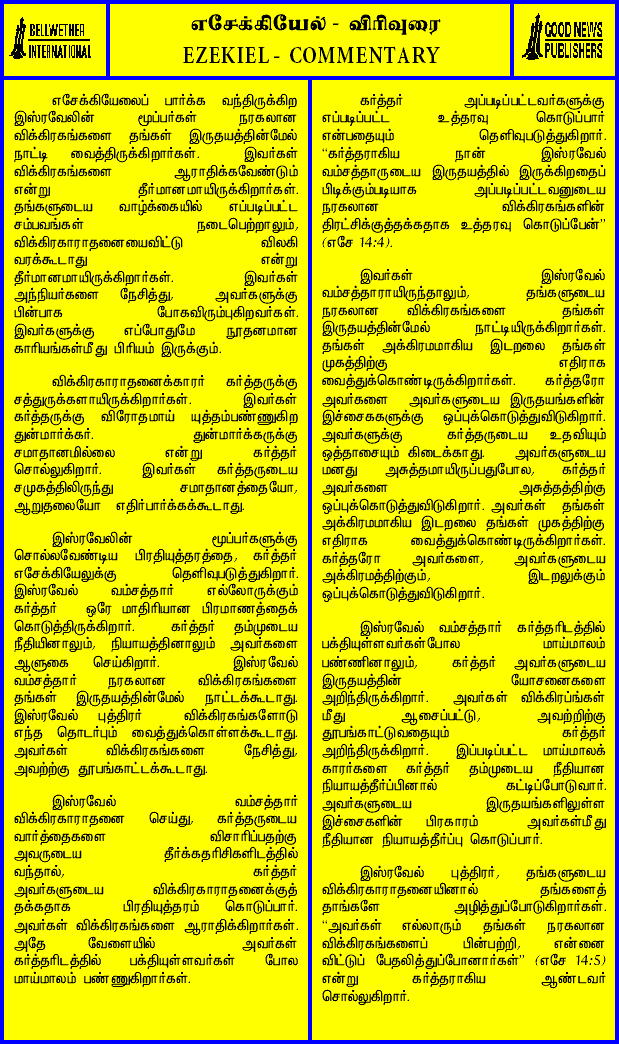 BELLWETHER
INTERNATIONAL
எசேக்கியேல் - விரிவுரை
EZEKIEL - COMMENTARY
GOOD NEWS
PUBLISHERS
எசேக்கியேலைப் பார்க்க வந்திருக்கிற
இஸ்ரவேலின் மூப்பர்கள் நரகலான
விக்கிரகங்களை தங்கள் இருதயத்தின்மேல்
நாட்டி வைத்திருக்கிறார்கள். இவர்கள்
விக்கிரகங்களை ஆராதிக்கவேண்டும்
என்று தீர்மானமாயிருக்கிறார்கள்.
தங்களுடைய வாழ்க்கையில் எப்படிப்பட்ட
சம்பவங்கள் நடைபெற்றாலும்,
விக்கிரகாராதனையைவிட்டு விலகி
வரக்கூடாது என்று
தீர்மானமாயிருக்கிறார்கள். இவர்கள்
அந்நியர்களை நேசித்து, அவர்களுக்கு
பின்பாக போகவிரும்புகிறவர்கள்.
இவர்களுக்கு எப்போதுமே நூதனமான
காரியங்கள்மீது பிரியம் இருக்கும்.
விக்கிரகாராதனைக்காரர் கர்த்தருக்கு
சத்துருக்களாயிருக்கிறார்கள். இவர்கள்
கர்த்தருக்கு விரோதமாய் யுத்தம்பண்ணுகிற
துன்மார்க்கர். துன்மார்க்கருக்கு
சமாதானமில்லை என்று கர்த்தர்
சொல்லுகிறார். இவர்கள் கர்த்தருடைய
சமுகத்திலிருந்து சமாதானத்தையோ,
ஆறுதலையோ எதிர்பார்க்கக்கூடாது.
இஸ்ரவேலின் மூப்பர்களுக்கு
சொல்லவேண்டிய பிரதியுத்தரத்தை, கர்த்தர்
எசேக்கியேலுக்கு தெளிவுபடுத்துகிறார்.
இஸ்ரவேல் வம்சத்தார் எல்லோருக்கும்
கர்த்தர் ஒரே மாதிரியான பிரமாணத்தைக்
கொடுத்திருக்கிறார். கர்த்தர் தம்முடைய
நீதியினாலும், நியாயத்தினாலும் அவர்களை
ஆளுகை செய்கிறார். இஸ்ரவேல்
வம்சத்தார் நரகலான விக்கிரகங்களை
தங்கள் இருதயத்தின்மேல் நாட்டக்கூடாது.
இஸ்ரவேல் புத்திரர் விக்கிரகங்களோடு
எந்த தொடர்பும் வைத்துக்கொள்ளக்கூடாது.
அவர்கள் விக்கிரகங்களை நேசித்து,
அவற்ற்கு தூபங்காட்டக்கூடாது.
இஸ்ரவேல் வம்சத்தார்
விக்கிரகாராதனை செய்து, கர்த்தருடைய
வார்த்தைகளை விசாரிப்பதற்கு
அவருடைய தீர்க்கதரிசிகளிடத்தில்
வந்தால், கர்த்தர்
அவர்களுடைய விக்கிரகாராதனைக்குத்
தக்கதாக பிரதியுத்தரம் கொடுப்பார்.
அவர்கள் விக்கிரகங்களை ஆராதிக்கிறார்கள்.
அதே வேளையில் அவர்கள்
கர்த்தரிடத்தில் பக்தியுள்ளவர்கள் போல
மாய்மாலம் பண்ணுகிறார்கள்.
கர்த்தர் அப்படிப்பட்டவர்களுக்கு
எப்படிப்பட்ட உத்தரவு கொடுப்பார்
என்பதையும் தெளிவுபடுத்துகிறார்.
“கர்த்தராகிய நான் இஸ்ரவேல்
வம்சத்தாருடைய இருதயத்தில் இருக்கிறதைப்
பிடிக்கும்படியாக அப்படிப்பட்டவனுடைய
நரகலான விக்கிரகங்களின்
திரட்சிக்குத்தக்கதாக உத்தரவு கொடுப்பேன்”
(எசே 14:4).
இவர்கள் இஸ்ரவேல்
வம்சத்தாராயிருந்தாலும், தங்களுடைய
நரகலான விக்கிரகங்களை தங்கள்
இருதயத்தின்மேல் நாட்டியிருக்கிறார்கள்.
தங்கள் அக்கிரமமாகிய இடறலை தங்கள்
முகத்திற்கு எதிராக
வைத்துக்கொண்டிருக்கிறார்கள். கர்த்தரோ
அவர்களை அவர்களுடைய இருதயங்களின்
இச்சைககளுக்கு ஒப்புக்கொடுத்துவிடுகிறார்.
அவர்களுக்கு கர்த்தருடைய உதவியும்
ஒத்தாசையும் கிடைக்காது. அவர்களுடைய
மனது அசுத்தமாயிருப்பதுபோல, கர்த்தர்
அவர்களை அசுத்தத்திற்கு
ஒப்புக்கொடுத்துவிடுகிறார். அவர்கள் தங்கள்
அக்கிரமமாகிய இடறலை தங்கள் முகத்திற்கு
எதிராக வைத்துக்கொண்டிருக்கிறார்கள்.
கர்த்தரோ அவர்களை, அவர்களுடைய
அக்கிரமத்திற்கும், இடறலுக்கும்
ஒப்புக்கொடுத்துவிடுகிறார்.
இஸ்ரவேல் வம்சத்தார் கர்த்தரிடத்தில்
பக்தியுள்ளவர்கள்போல மாய்மாலம்
பண்ணினாலும், கர்த்தர் அவர்களுடைய
இருதயத்தின் யோசனைகளை
அறிந்திருக்கிறார். அவர்கள் விக்கிரப்ங்கள்
மீது ஆசைப்பட்டு, அவற்றிற்கு
தூபங்காட்டுவதையும் கர்த்தர்
அறிந்திருக்கிறார். இப்படிப்பட்ட மாய்மாலக்
காரர்களை கர்த்தர் தம்முடைய நீதியான
நியாயத்தீர்ப்பினால் கட்டிப்போடுவார்.
அவர்களுடைய இருதயங்களிலுள்ள
இச்சைகளின் பிரகாரம் அவர்கள்மீது
நீதியான நியாயத்தீர்ப்பு கொடுப்பார்.
இஸ்ரவேல் புத்திரர், தங்களுடைய
விக்கிரகாராதனையினால் தங்களைத்
தாங்களே அழித்துப்போடுகிறார்கள்.
“அவர்கள் எல்லாரும் தங்கள் நரகலான
விக்கிரகங்களைப் பின்பற்றி, என்னை
விட்டுப் பேதலித்துப்போனார்கள்” (எசே 14:5)
என்று கர்த்தராகிய ஆண்டவர்
சொல்லுகிறார்.